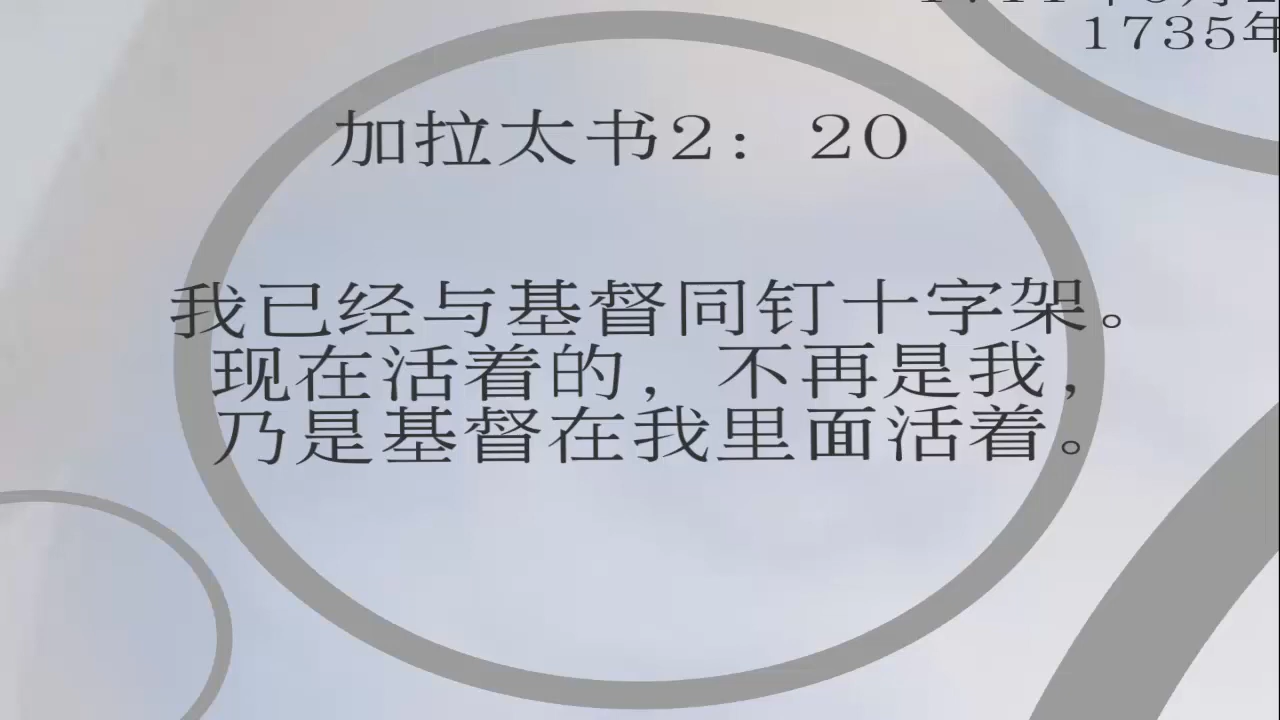 1735年
加拉太书2：20
我已经与基督同钉十字架。
现在活着的，不再是我，
乃是基督在我里面活着。